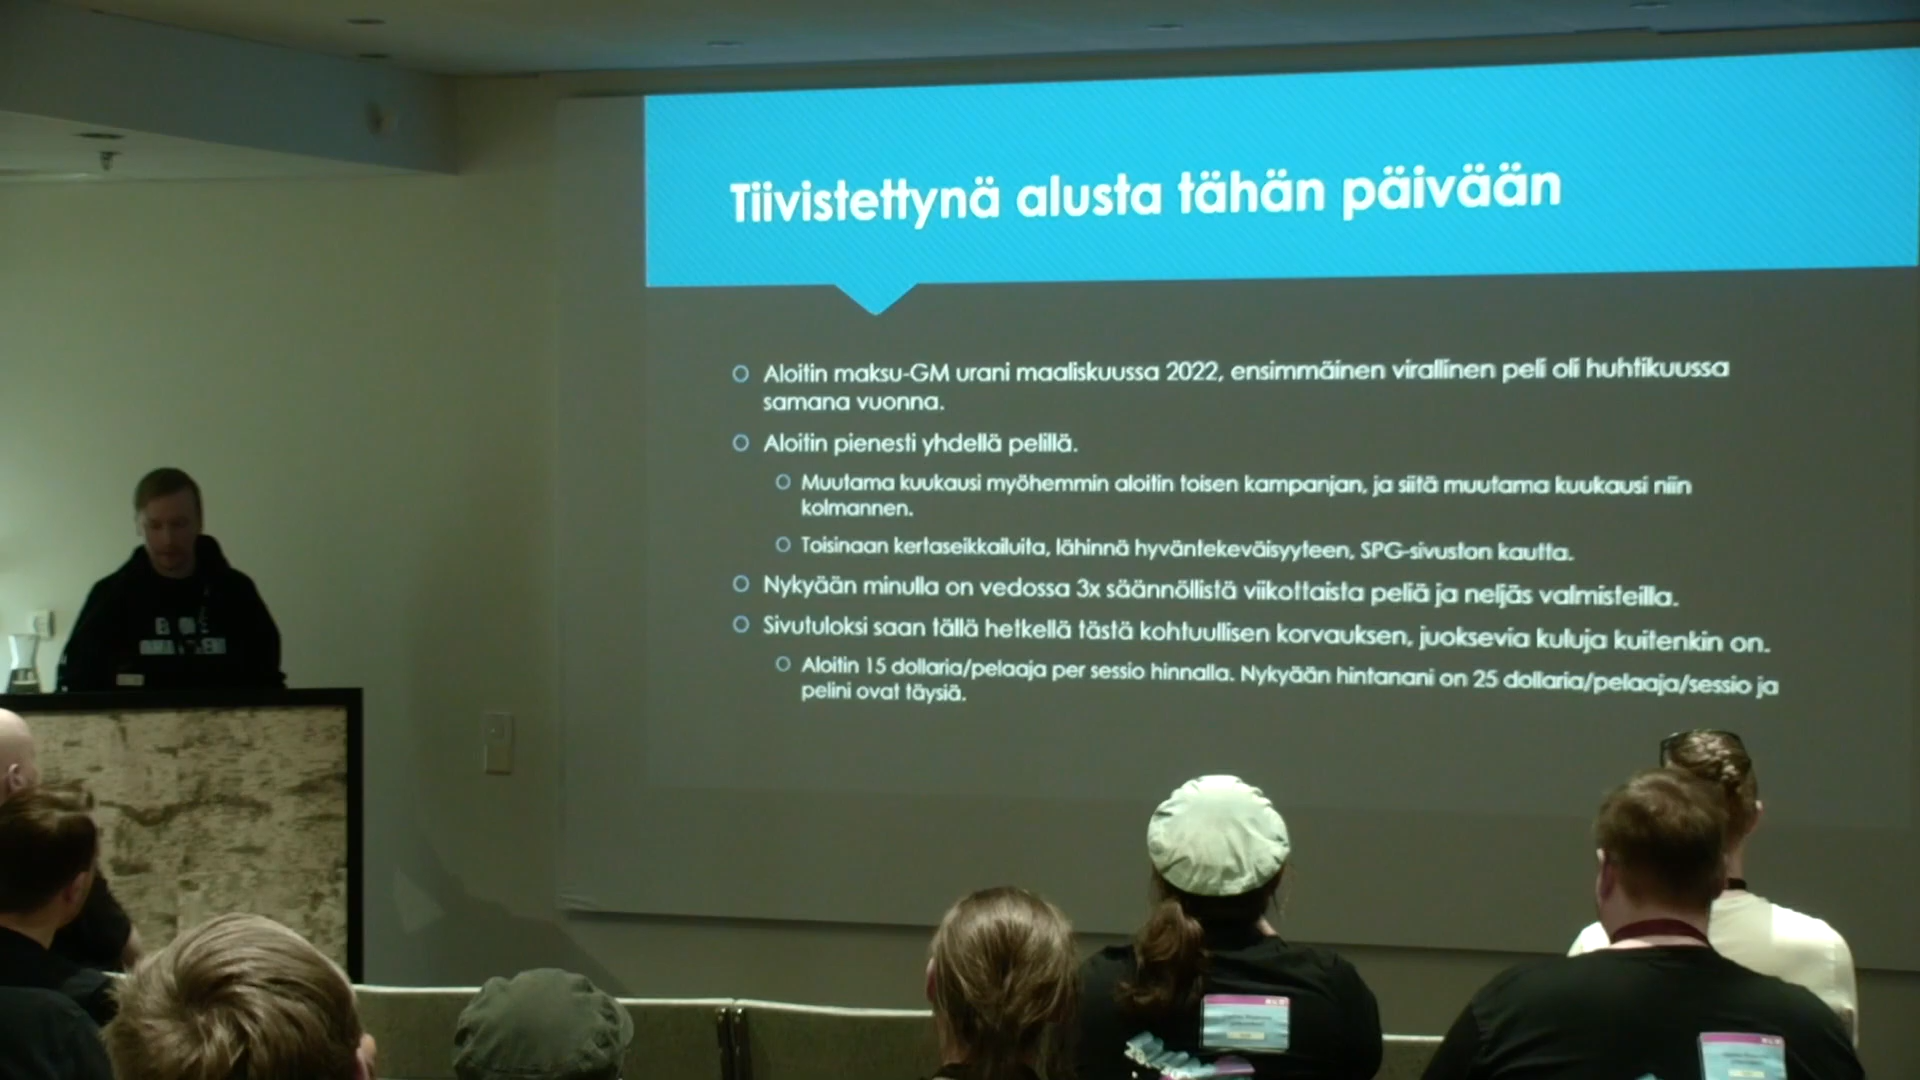 Tiivistettynä alusta tähän päivään
Aloitin maksu-GM urani maaliskuussa 2022, ensimmäinen virallinen peli oli huhtikuussa
samana vuonna.
Aloitin pienesti yhdellä pelillä.
Muutama kuukausi myöhemmin aloitin toisen kampanjan, ja siitä muutama kuukausi niin
kolmannen.
Toisinaan kertaseikkailuita, lähinnä hyväntekeväisyyteen, SPG-sivuston kautta.
Nykyään minulla on vedossa 3x säännöllistä viikottaista peliä ja neljäs valmisteilla.
Sivutuloksi saan tällä hetkellä tästä kohtuullisen korvauksen, juoksevia kuluja kuitenkin on.
Aloitin 15 dollaria/pelaaja per sessio hinnalla. Nykyään hintanani on 25 dollaria/pelaaja/sessio ja
pelini ovat täysiä.